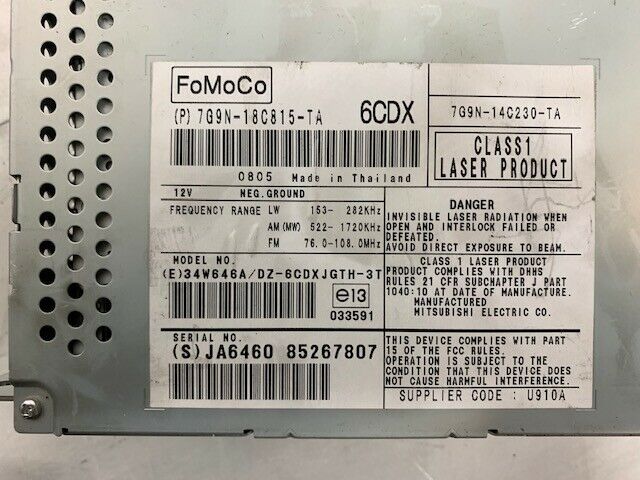 FoMoCo
(P) 7G9N-18C815-TA 6CDX
0805 Made in Thailand
7G9N-14C230-TA
CLASS1
LASER PRODUCT
12V NEG.GROUND
FREQUENCY RANGE LW 153- 282KHz
AM(MW) 522- 1720KHz
FM 76.0-108.0MHz
DANGER
INVISIBLE LASER RADIATION WHEN
OPEN AND INTERLOCK FAILED OR
DEFEATED.
AVOID DIRECT EXPOSURE TO BEAM.
MODEL NO.
(E)34W646A/DZ-6CDXJGTH-3T
e13
033591
CLASS 1 LASER PRODUCT
PRODUCT COMPLIES WITH DHHS
RULES 21 CFR SUBCHAPTER J PART
1040:10 AT DATE OF MANUFACTURE.
MANUFACTURED
MITSUBISHI ELECTRIC CO.
SERIAL NO.
(S)JA6460 85267807
THIS DEVICE COMPLIES WITH PART
15 OF THE FCC RULES.
OPERATION IS SUBJECT TO THE
CONDITION THAT THIS DEVICE DOES
NOT CAUSE HARMFUL INTERFERENCE.
SUPPLIER CODE : U910A